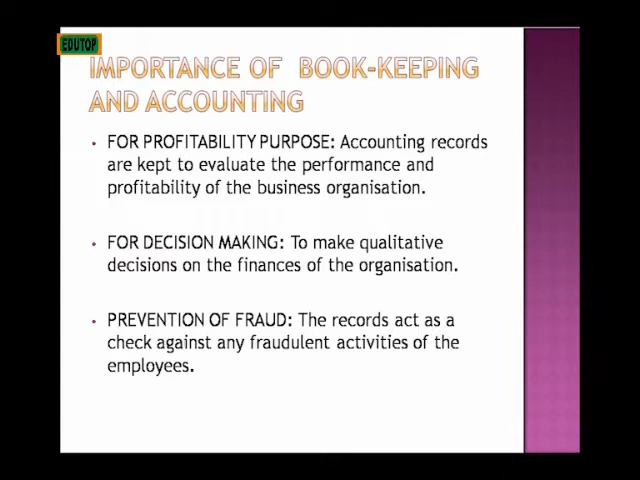 EDUTOP
IMPORTANCE OF BOOK-KEEPING
AND ACCOUNTING
• FOR PROFITABILITY PURPOSE: Accounting records
are kept to evaluate the performance and
profitability of the business organisation.
• FOR DECISION MAKING: To make qualitative
decisions on the finances of the organisation.
• PREVENTION OF FRAUD: The records act as a
check against any fraudulent activities of the
employees.